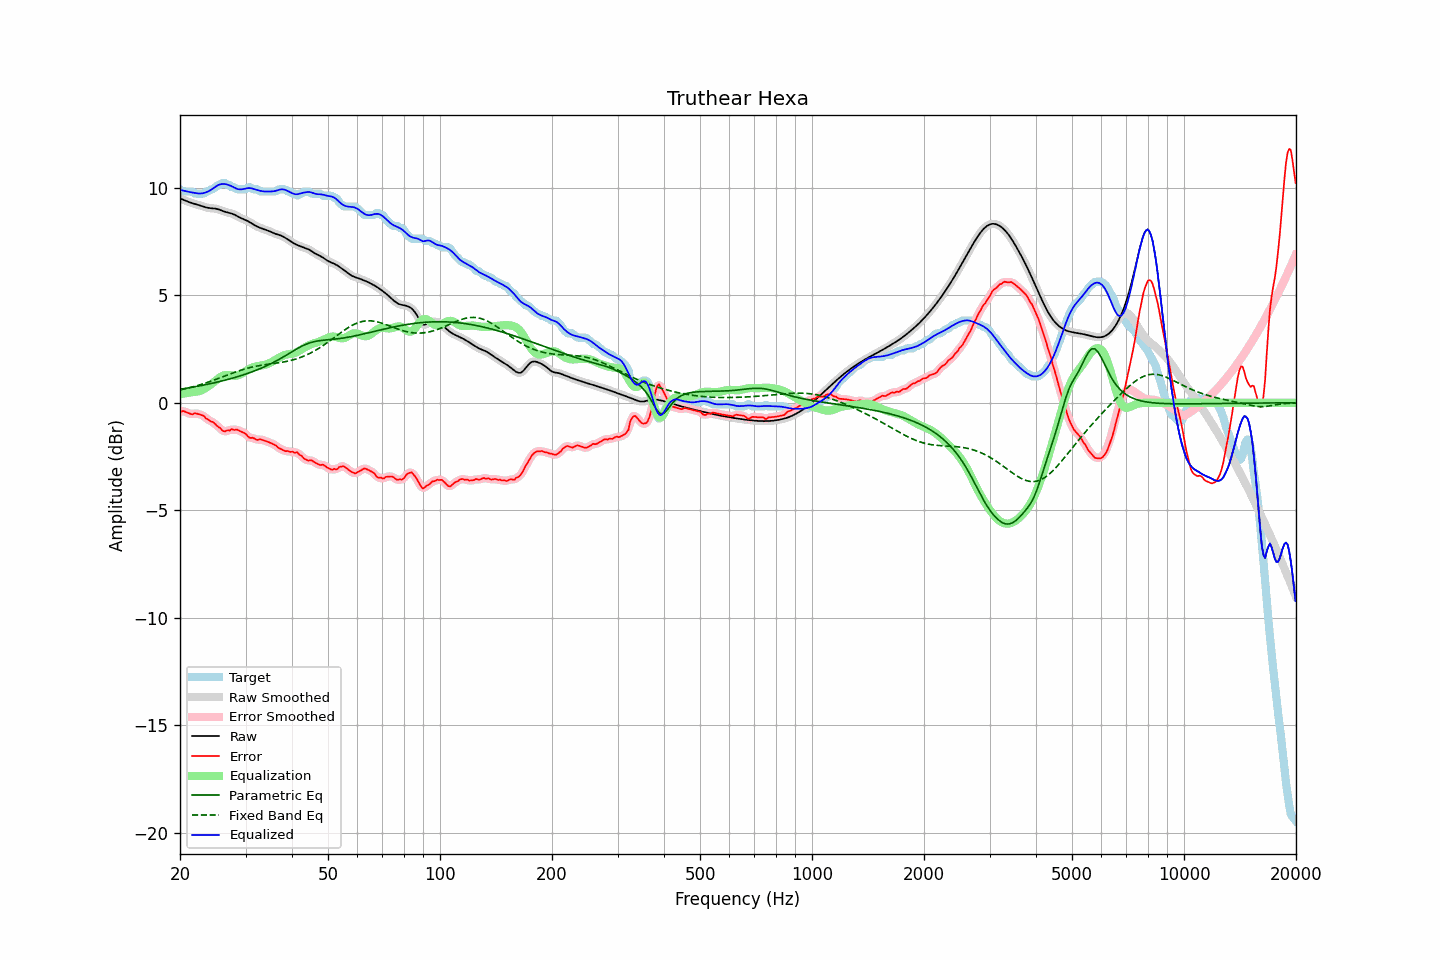 Truthear Hexa
Amplitude (dBr)
10
5
0
−5
−10
−15
−20
Target
Raw Smoothed
Error Smoothed
Raw
Error
Equalization
Parametric Eq
Fixed Band Eq
Equalized
20 50 100 200 500 1000 2000 5000 10000 20000
Frequency (Hz)